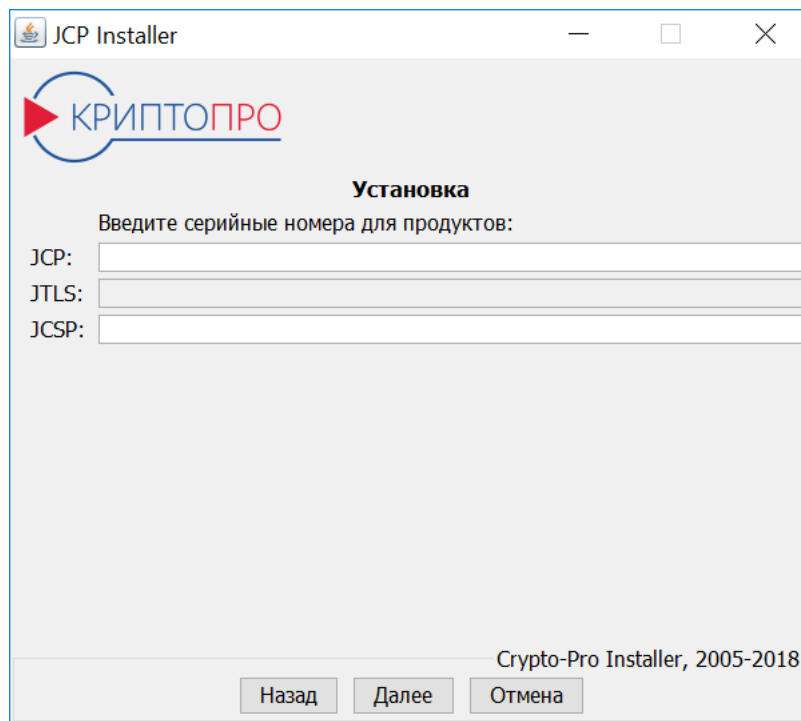 JCP Installer
КРИПТОПРО
Установка
Введите серийные номера для продуктов:
JCP:
JTLS:
JCSP:
Crypto-Pro Installer, 2005-2018
Назад Далее Отмена